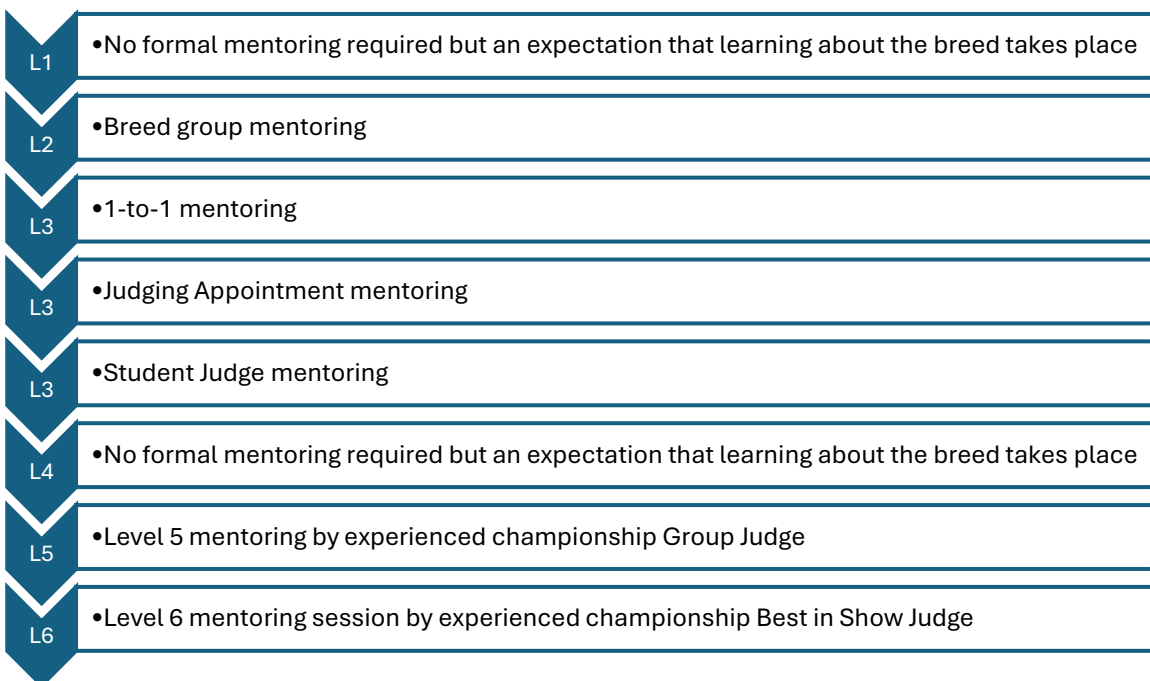 L1
•No formal mentoring required but an expectation that learning about the breed takes place
L2
•Breed group mentoring
L3
•1-to-1 mentoring
L3
•Judging Appointment mentoring
L3
•Student Judge mentoring
L4
•No formal mentoring required but an expectation that learning about the breed takes place
L5
•Level 5 mentoring by experienced championship Group Judge
L6
•Level 6 mentoring session by experienced championship Best in Show Judge